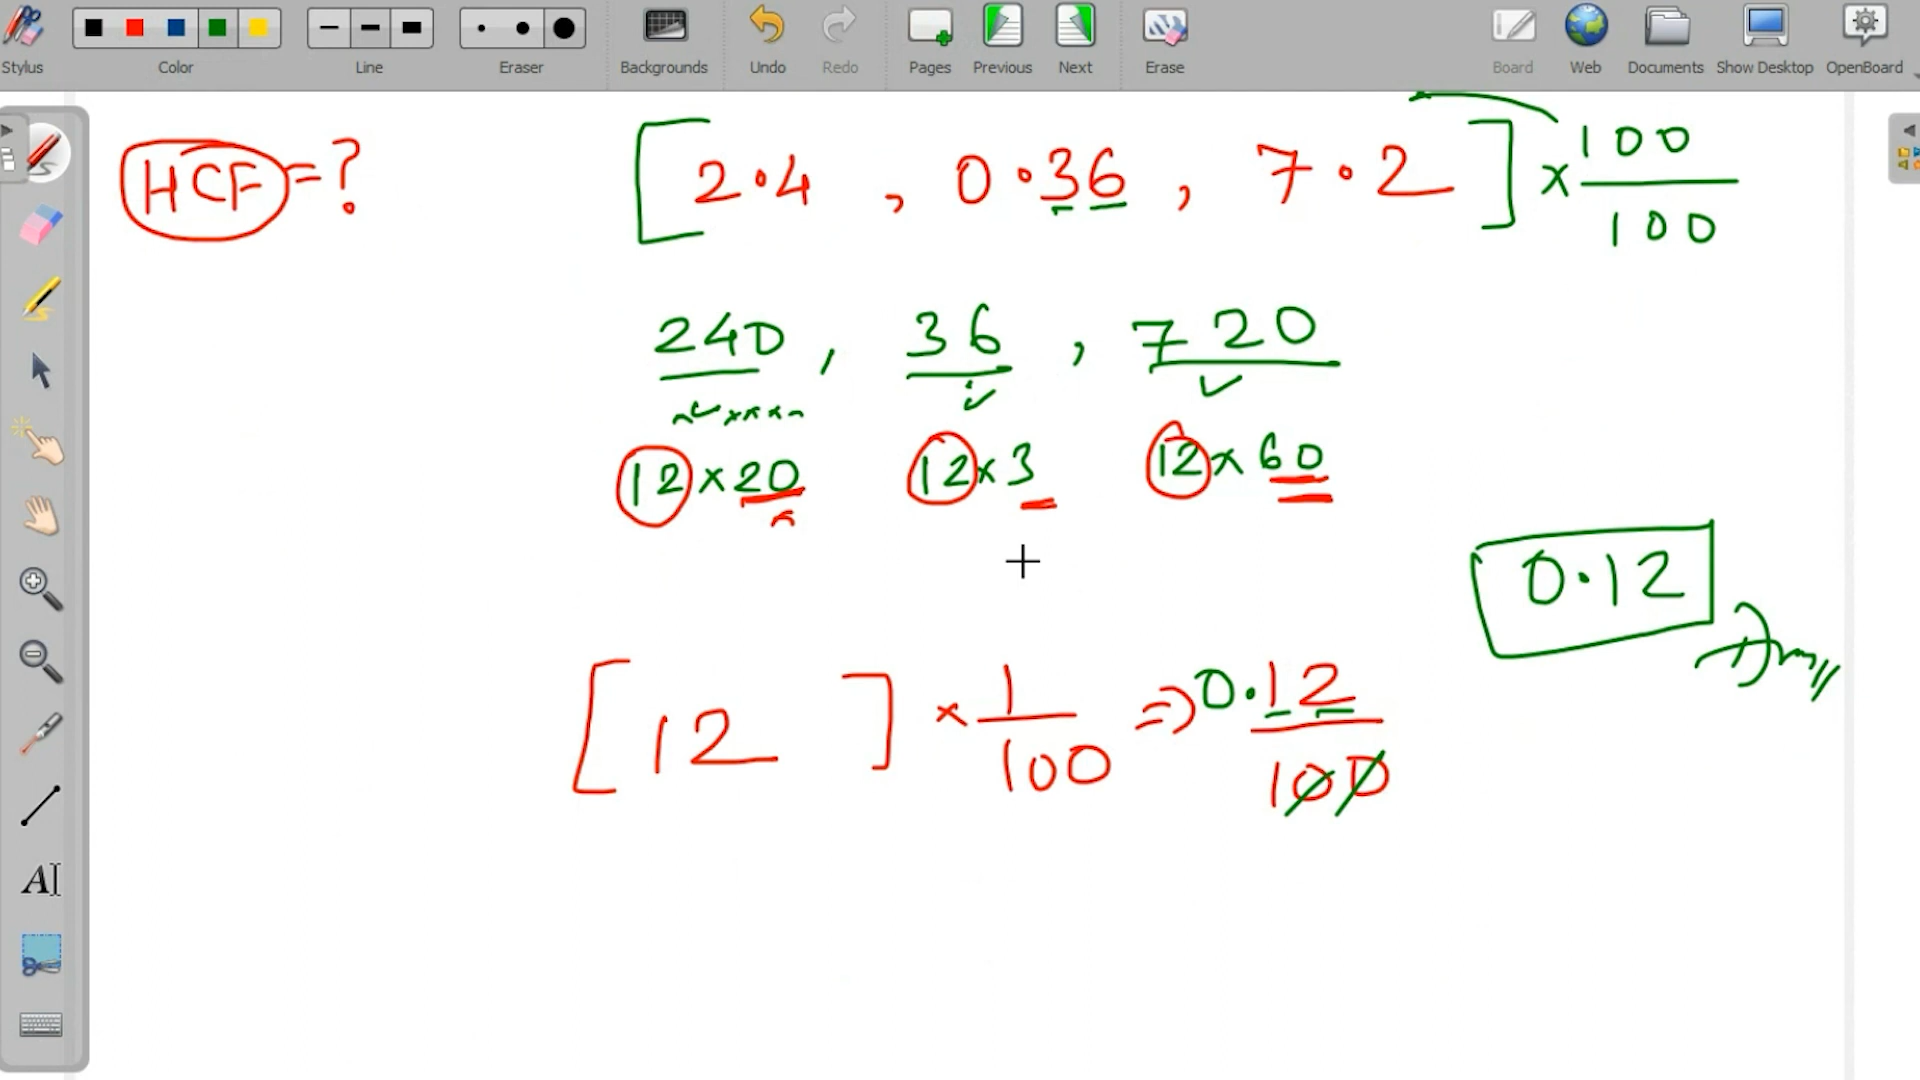 Stylus Color Line Eraser Backgrounds Undo Redo Pages Previous Next Erase Board Web Documents Show Desktop OpenBoard
HCF = ? [ 2.4 , 0.36 , 7.2 ] × 100/100
240 , 36 , 720
12 × 20 12 × 3 12 × 60
0.12
[ 12 ] × 1/100 => 0.12/100